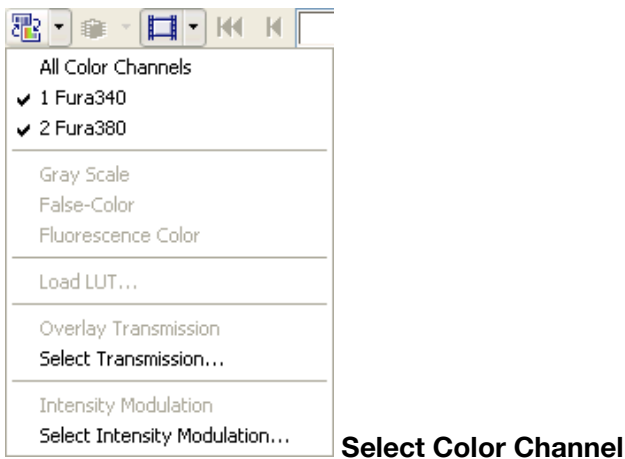 All Color Channels
1 Fura340
2 Fura380
Gray Scale
False-Color
Fluorescence Color
Load LUT...
Overlay Transmission
Select Transmission...
Intensity Modulation
Select Intensity Modulation...
Select Color Channel